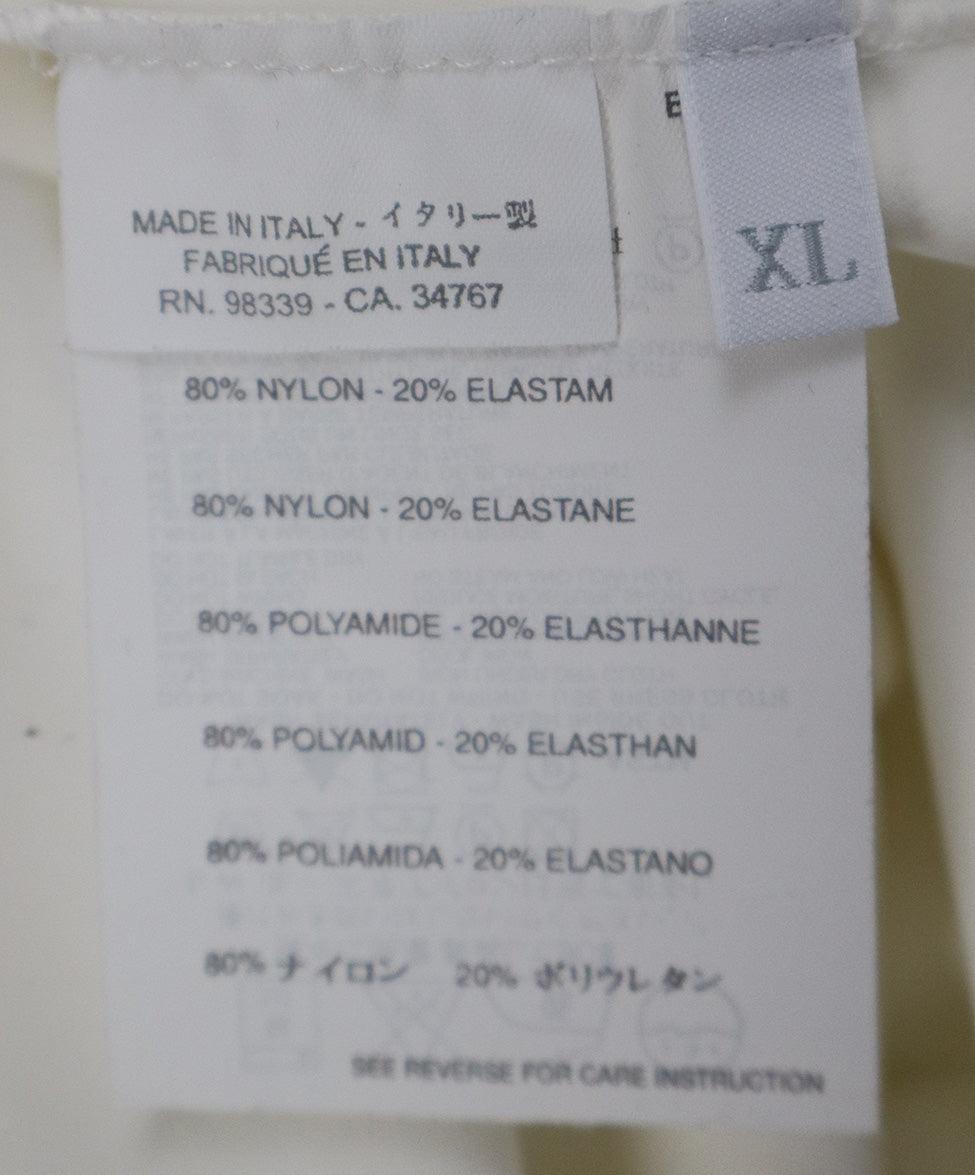 MADE IN ITALY - イタリー製
FABRIQUÉ EN ITALY
RN. 98339 - CA. 34767
XL
80% NYLON - 20% ELASTAM
80% NYLON - 20% ELASTANE
80% POLYAMIDE - 20% ELASTHANNE
80% POLYAMID - 20% ELASTHAN
80% POLIAMIDA - 20% ELASTANO
80% ナイロン 20% ポリウレタン
SEE REVERSE FOR CARE INSTRUCTION